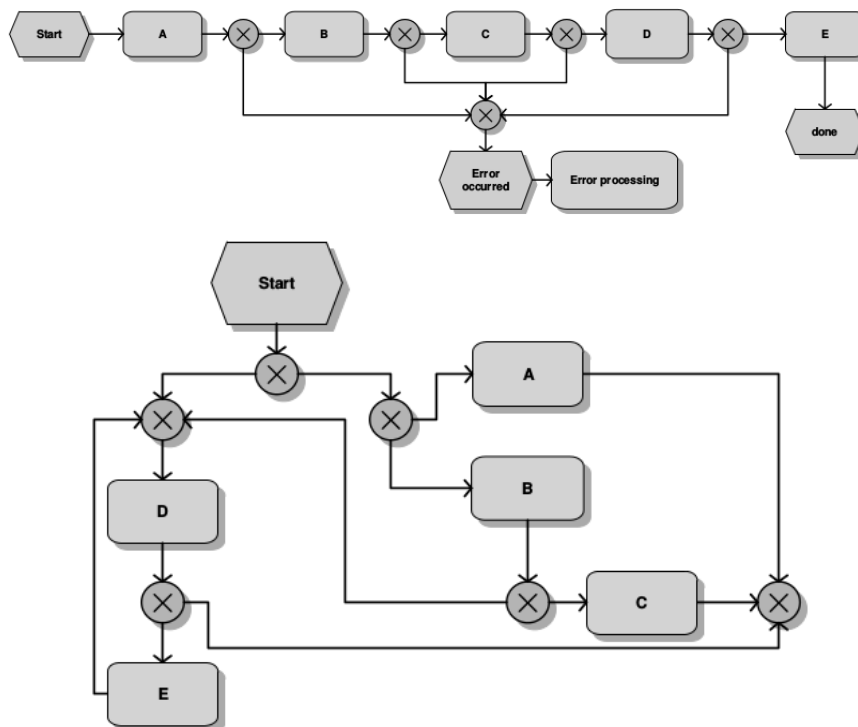 Start
A
B
C
D
E
done
Error
occurred
Error processing
Start
A
B
D
C
E